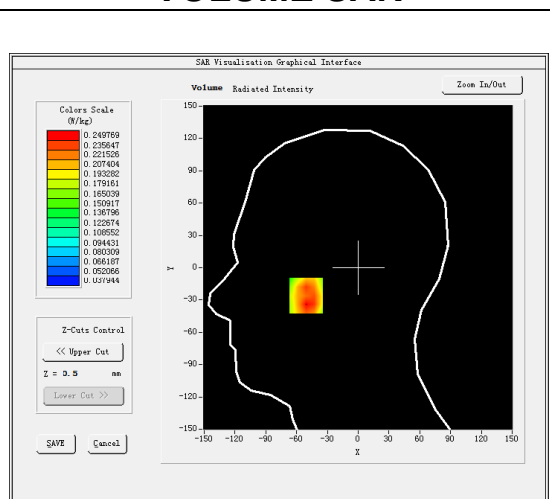 VOLUME SAR
SAR Visualisation Graphical Interface
Volume Radiated Intensity
Zoom In/Out
Colors Scale
(W/kg)
0.249769
0.235647
0.221526
0.207404
0.193282
0.179161
0.165039
0.150917
0.136796
0.122674
0.108552
0.094431
0.080309
0.066187
0.052066
0.037944
Z-Cuts Control
<< Upper Cut
Z = 0.5 mm
Lower Cut >>
SAVE Cancel
150
120
90
60
30
0
-30
-60
-90
-120
-150
Y
-150 -120 -90 -60 -30 0 30 60 90 120 150
X